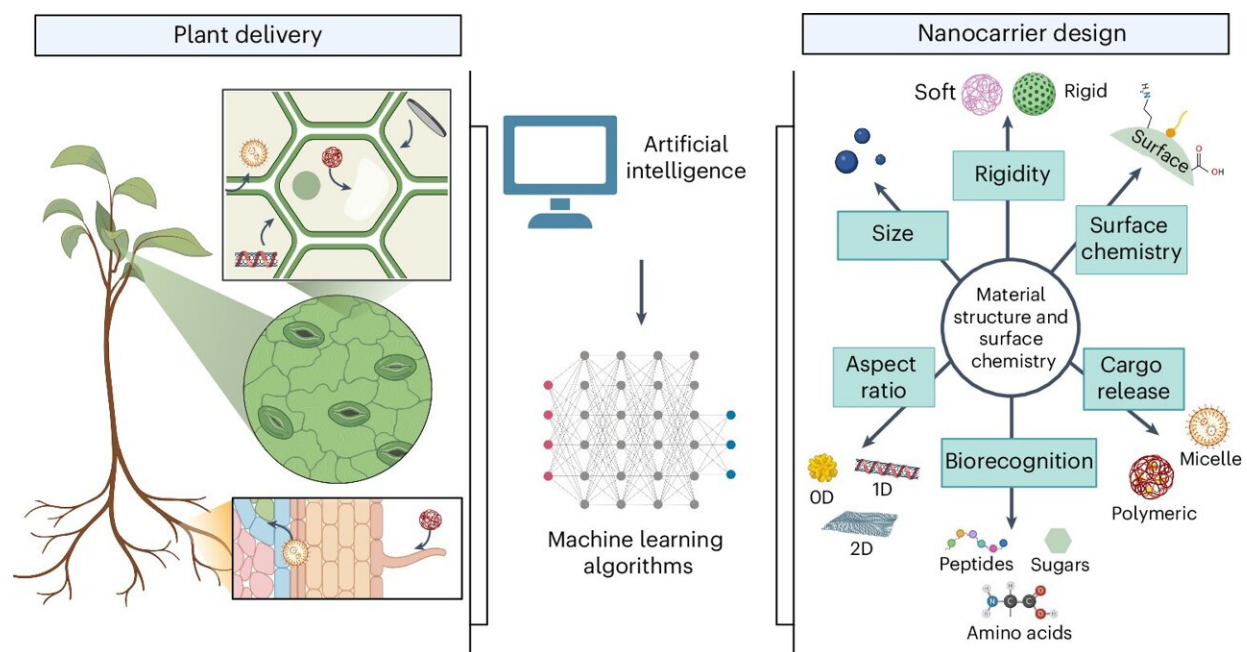 Plant delivery
Artificial
intelligence
Machine learning
algorithms
Nanocarrier design
Soft
Rigid
Rigidity
Surface
H
N
O
OH
Size
Surface
chemistry
Material
structure and
surface
chemistry
Aspect
ratio
Cargo
release
Biorecognition
0D
1D
2D
Micelle
Polymeric
Peptides
Sugars
H
H
N
C
C
O
O
H
H
Amino acids